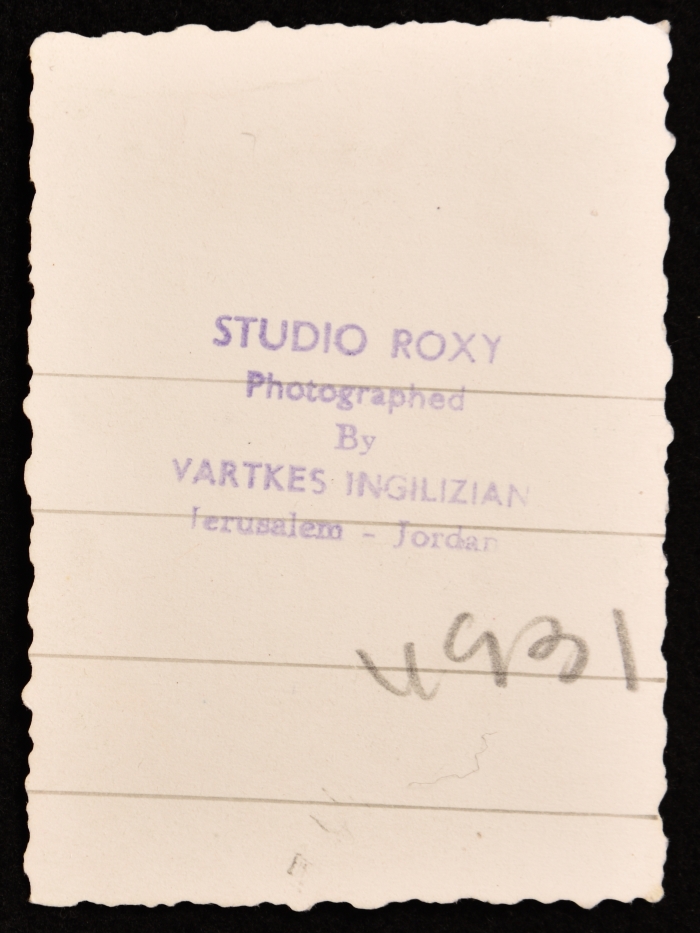 STUDIO ROXY
Photographed
By
VARTKES INGILIZIAN
Jerusalem - Jordan